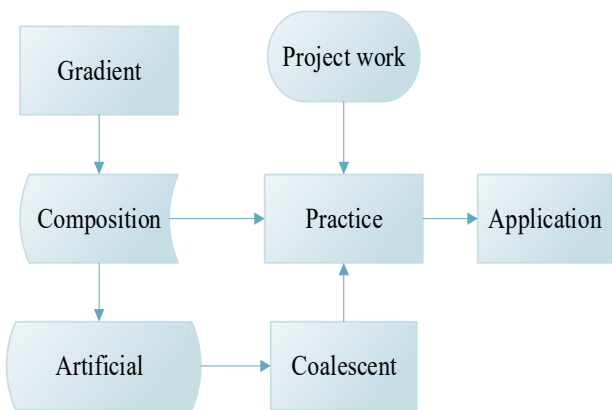 Gradient
Project work
Composition
Practice
Application
Artificial
Coalescent